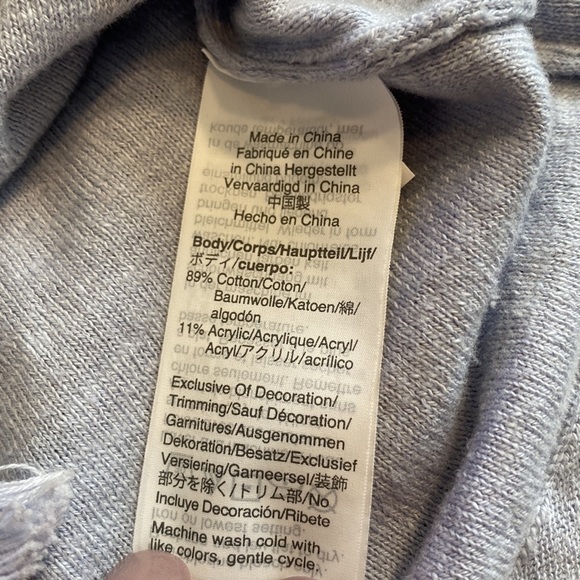 Made in China
Fabriqué en Chine
in China Hergestellt
Vervaardigd in China
中国製
Hecho en China
Body/Corps/Hauptteil/Lijf/
ボディ/cuerpo:
89% Cotton/Coton/
Baumwolle/Katoen/綿/
algodón
11% Acrylic/Acrylique/Acryl/
Acryl/アクリル/acrílico
Exclusive Of Decoration/
Trimming/Sauf Décoration/
Garnitures/Ausgenommen
Dekoration/Besatz/Exclusief
Versiering/Garneersel/装飾
部分を除く/トリム部/No
Incluye Decoración/Ribete
Machine wash cold with
like colors, gentle cycle.